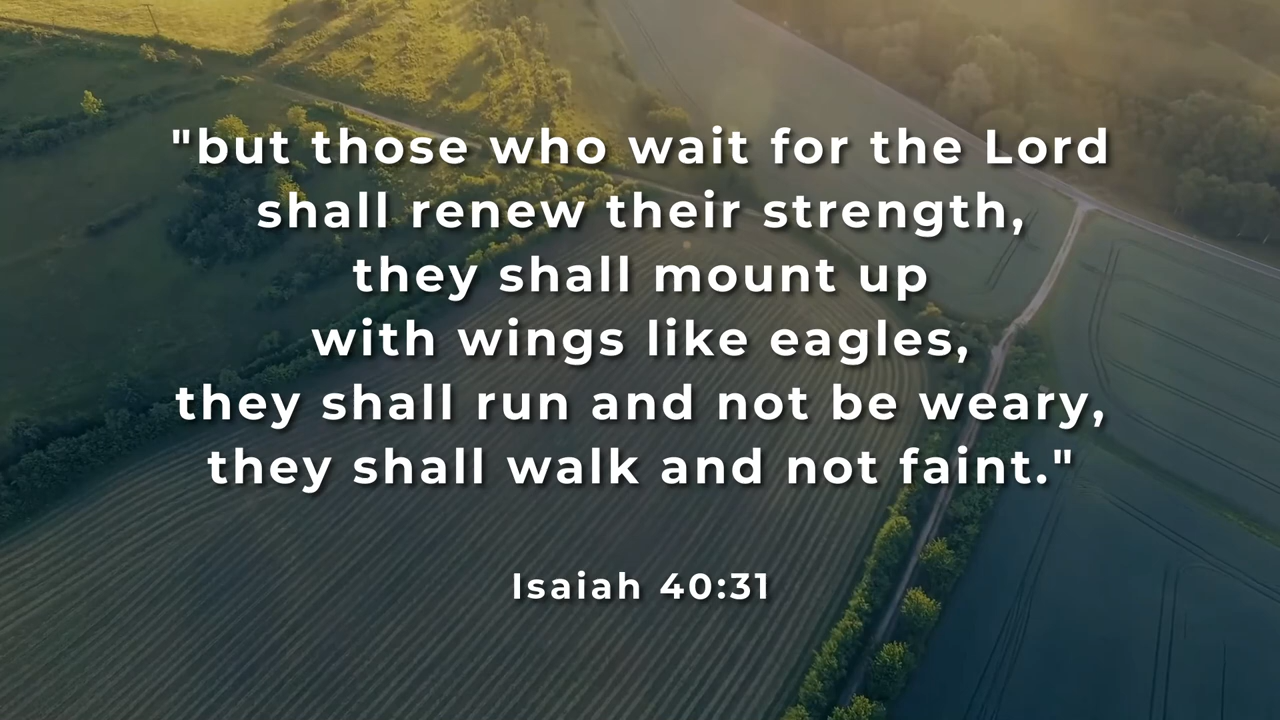 "but those who wait for the Lord
shall renew their strength,
they shall mount up
with wings like eagles,
they shall run and not be weary,
they shall walk and not faint."
Isaiah 40:31